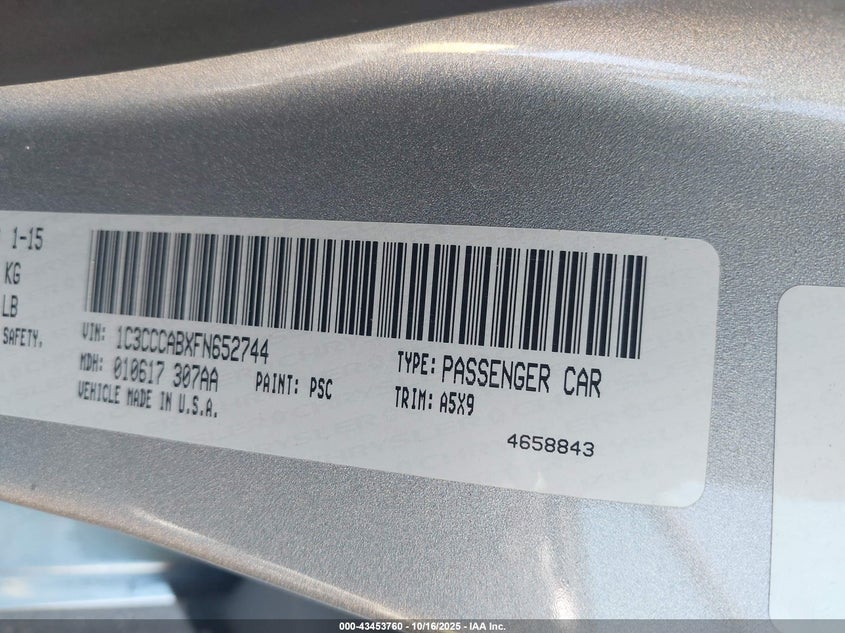 1-15
KG
LB
SAFETY,
VIN: 1C3CCCABXFN652744
TYPE: PASSENGER CAR
MDH: 010617 307AA
PAINT: PSC
TRIM: A5X9
VEHICLE MADE IN U.S.A.
4658843
000-43453760 - 10/16/2025 - IAA Inc.